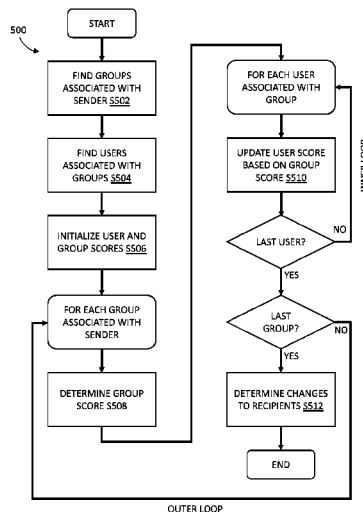 500
START
FIND GROUPS
ASSOCIATED WITH
SENDER S502
FIND USERS
ASSOCIATED WITH
GROUPS S504
INITIALIZE USER AND
GROUP SCORES S506
FOR EACH GROUP
ASSOCIATED WITH
SENDER
DETERMINE GROUP
SCORE S508
FOR EACH USER
ASSOCIATED WITH
GROUP
UPDATE USER SCORE
BASED ON GROUP
SCORE S510
LAST USER?
NO
YES
LAST
GROUP?
NO
YES
DETERMINE CHANGES
TO RECIPIENTS S512
END
INNER LOOP
OUTER LOOP